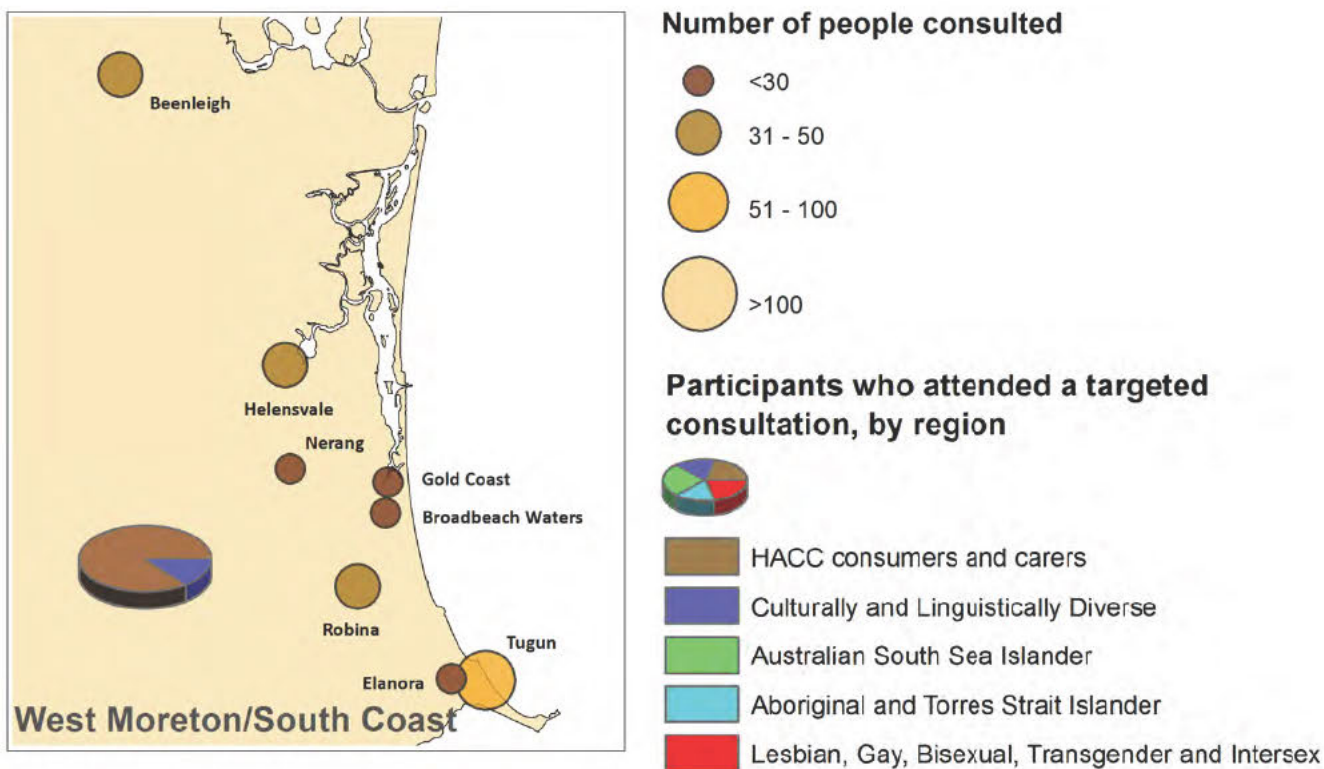 Beenleigh
Helensvale
Nerang
Gold Coast
Broadbeach Waters
Robina
Tugun
Elanora
West Moreton/South Coast
Number of people consulted
<30
31 - 50
51 - 100
>100
Participants who attended a targeted
consultation, by region
HACC consumers and carers
Culturally and Linguistically Diverse
Australian South Sea Islander
Aboriginal and Torres Strait Islander
Lesbian, Gay, Bisexual, Transgender and Intersex